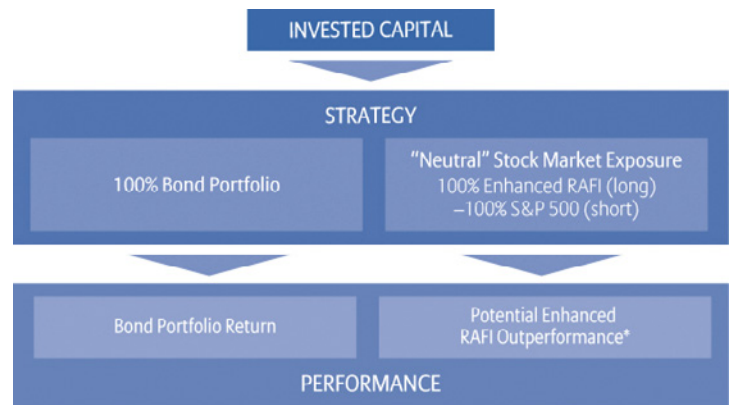 INVESTED CAPITAL
STRATEGY
100% Bond Portfolio
“Neutral” Stock Market Exposure
100% Enhanced RAFI (long)
–100% S&P 500 (short)
Bond Portfolio Return
Potential Enhanced
RAFI Outperformance*
PERFORMANCE